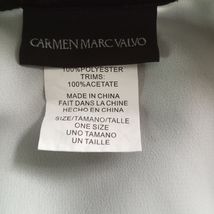 CARMEN MARC VALVO
100%POLYESTER
TRIMS:
100%ACETATE
MADE IN CHINA
FAIT DANS LA CHINE
HECHO EN CHINA
SIZE/TAMANO/TAILLE
ONE SIZE
UNO TAMANO
UN TAILLE